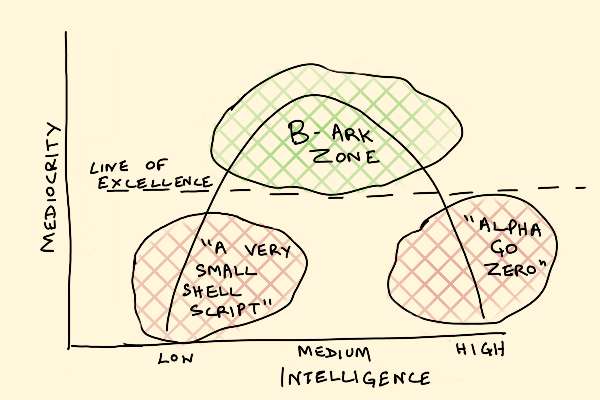 B-ARK
ZONE
LINE OF
EXCELLENCE
MEDIOCRITY
"A VERY
SMALL
SHELL
SCRIPT"
"ALPHA
GO
ZERO"
LOW
MEDIUM
HIGH
INTELLIGENCE